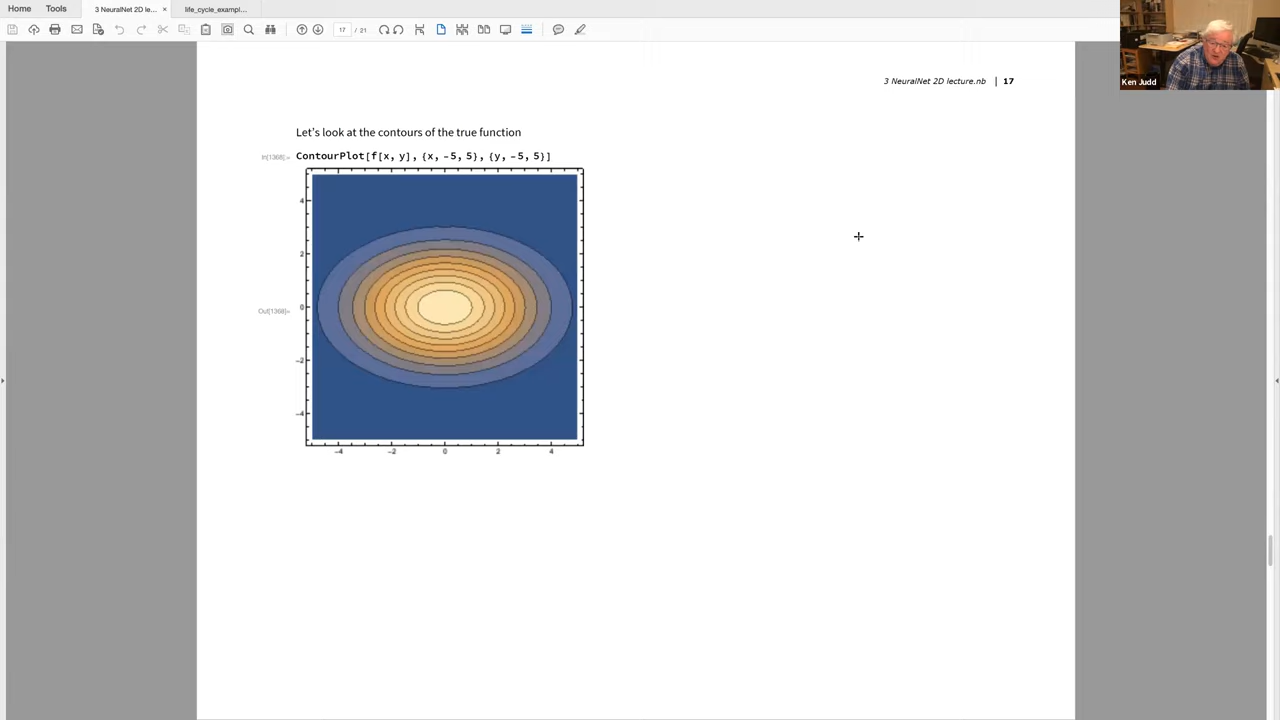 Home
Tools
3 NeuralNet 2D le... ×
life_cycle_exampl...
17 / 21
Ken Judd
3 NeuralNet 2D lecture.nb | 17
Let's look at the contours of the true function
In[1368]:= ContourPlot[f[x, y], {x, -5, 5}, {y, -5, 5}]
4
2
0
-2
-4
Out[1368]=
-4 -2 0 2 4